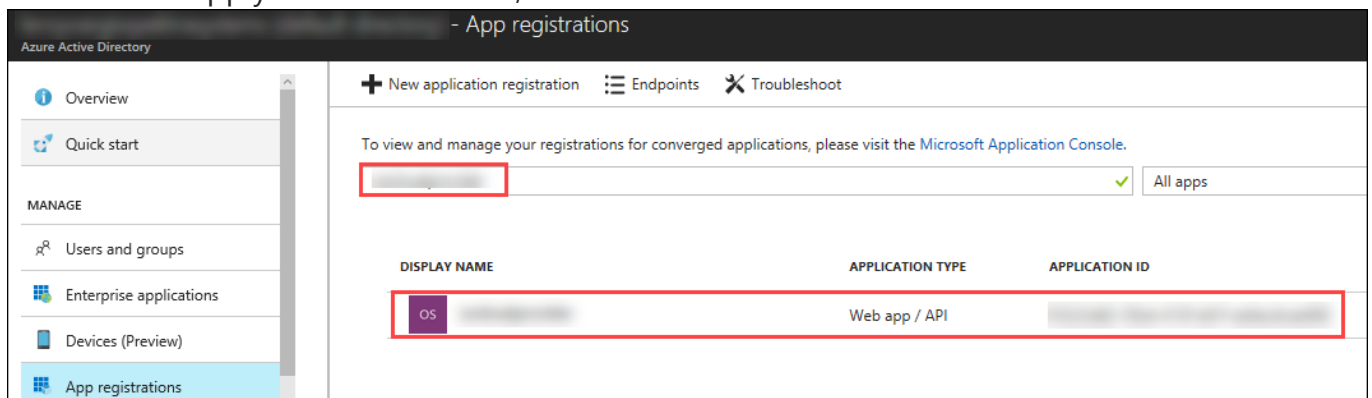 - App registrations
Azure Active Directory
Overview
Quick start
MANAGE
Users and groups
Enterprise applications
Devices (Preview)
App registrations
New application registration Endpoints Troubleshoot
To view and manage your registrations for converged applications, please visit the Microsoft Application Console.
All apps
DISPLAY NAME APPLICATION TYPE APPLICATION ID
OS Web app / API